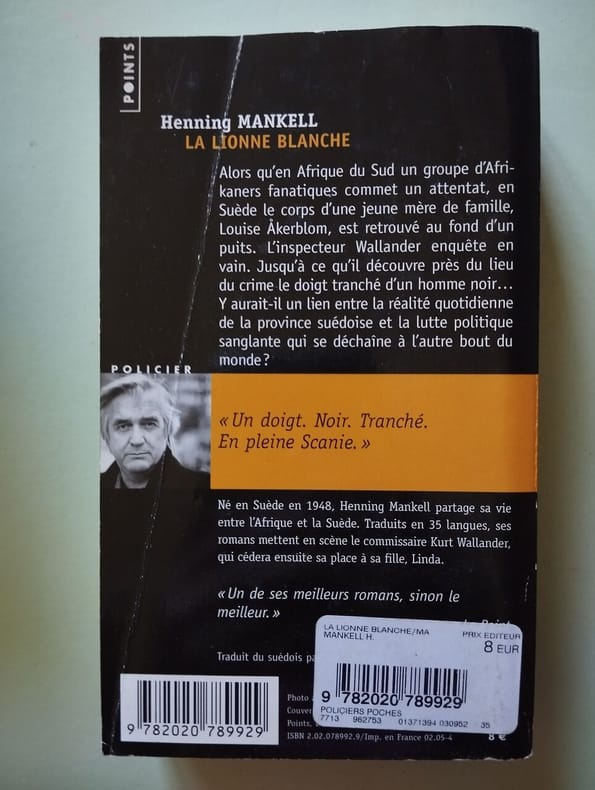 POINTS
Henning MANKELL
LA LIONNE BLANCHE
Alors qu'en Afrique du Sud un groupe d'Afri-
kaners fanatiques commet un attentat, en
Suède le corps d'une jeune mère de famille,
Louise Åkerblom, est retrouvé au fond d'un
puits. L'inspecteur Wallander enquête en
vain. Jusqu'à ce qu'il découvre près du lieu
du crime le doigt tranché d'un homme noir...
Y aurait-il un lien entre la réalité quotidienne
de la province suédoise et la lutte politique
sanglante qui se déchaîne à l'autre bout du
monde ?
POLICIER
« Un doigt. Noir. Tranché.
En pleine Scanie. »
Né en Suède en 1948, Henning Mankell partage sa vie
entre l'Afrique et la Suède. Traduits en 35 langues, ses
romans mettent en scène le commissaire Kurt Wallander,
qui cédera ensuite sa place à sa fille, Linda.
« Un de ses meilleurs romans, sinon le
meilleur. »
Traduit du suédois
LA LIONNE BLANCHE/MA
MANKELL H.
PRIX EDITEUR
8 EUR
9 782020 789929
POLICIERS POCHES
7713 962753 01371394 030952 35
9 782020 789929
Photo
Points,
ISBN 2.02.078992.9/Imp. en France 02.05-4
8 €